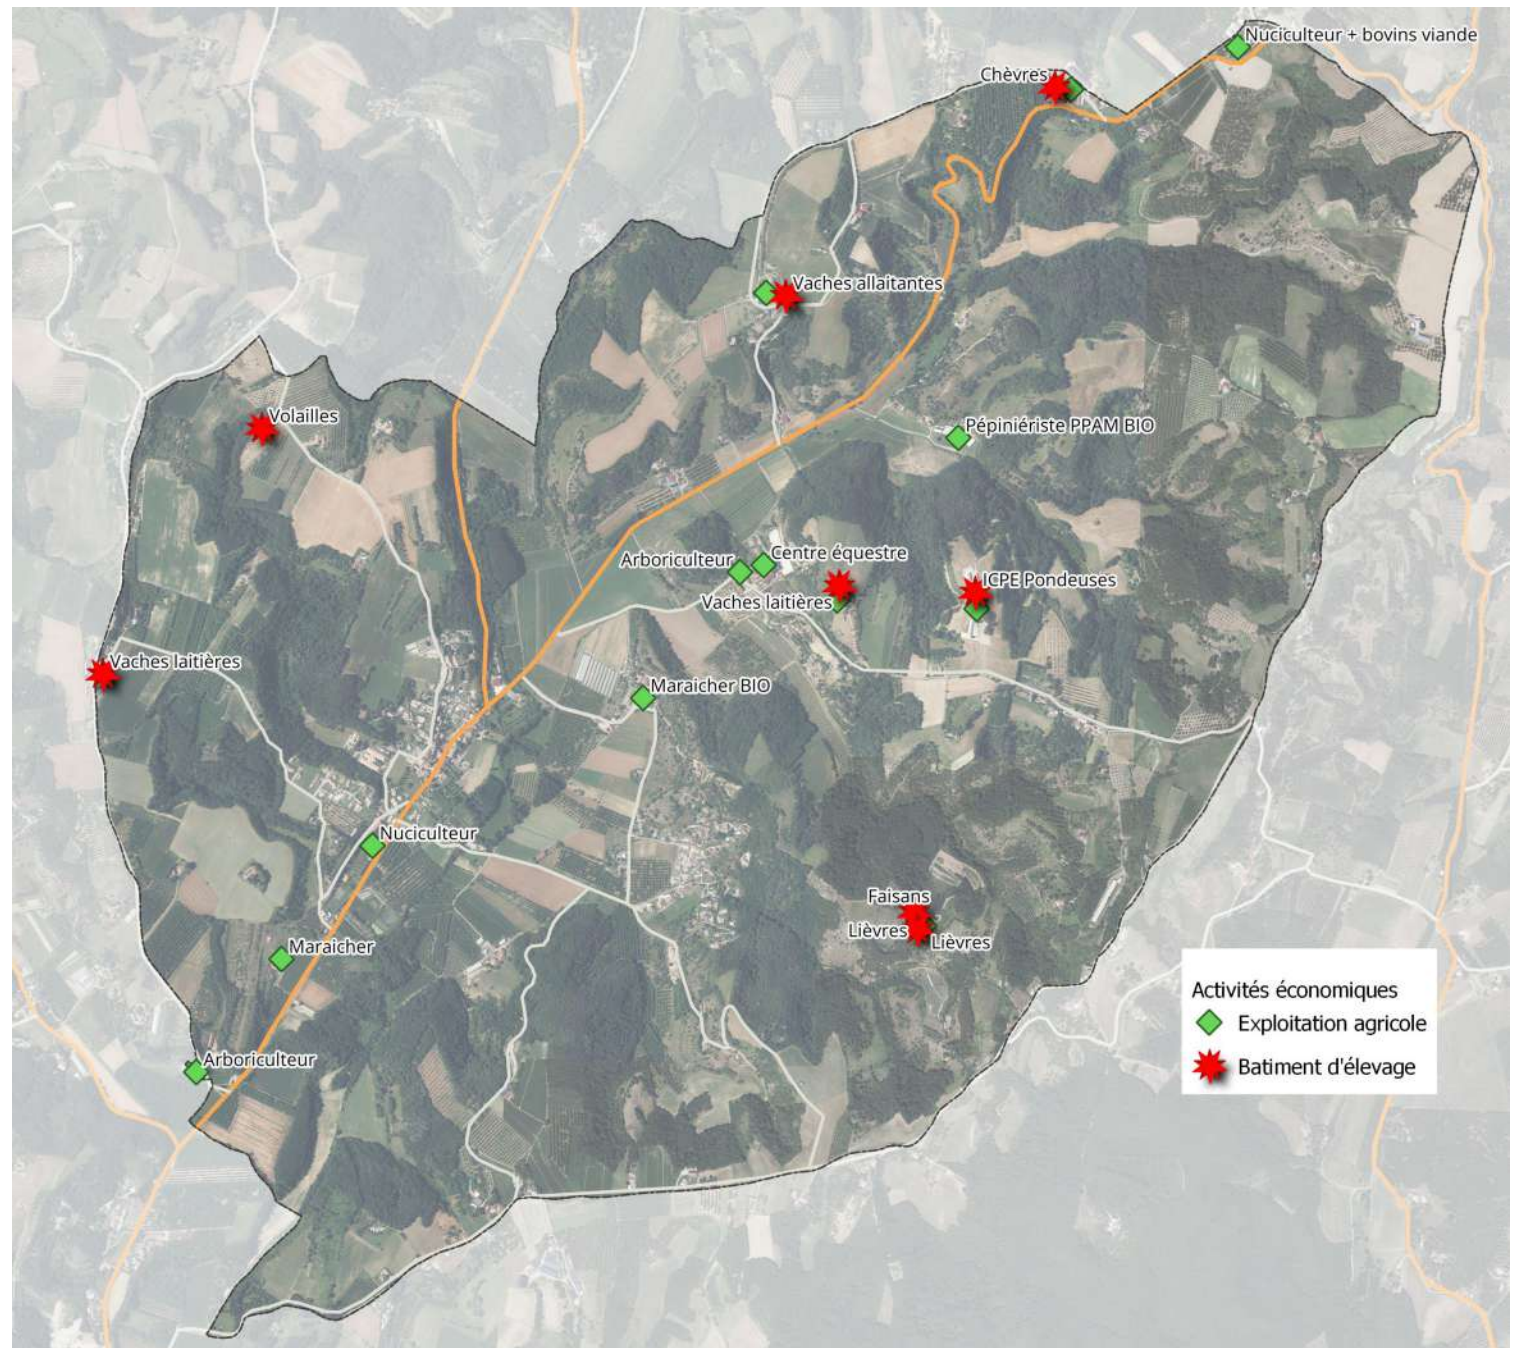 Nuciculteur + bovins viande
Chèvres
Vaches allaitantes
Volailles
Pépiniériste PPAM BIO
Centre équestre
Arboriculteur
ICPE Pondeuses
Vaches laitières
Vaches laitières
Maraicher BIO
Nuciculteur
Faisans
Lièvres
Lièvres
Maraicher
Arboriculteur
Activités économiques
Exploitation agricole
Batiment d'élevage